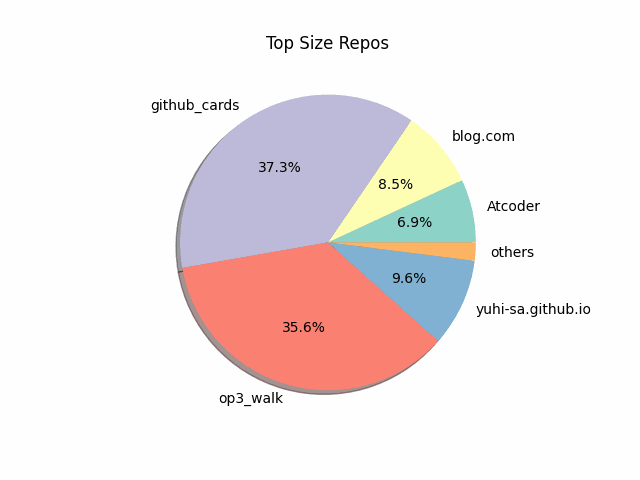 Top Size Repos
github_cards
37.3%
blog.com
8.5%
Atcoder
6.9%
others
yuhi-sa.github.io
9.6%
op3_walk
35.6%